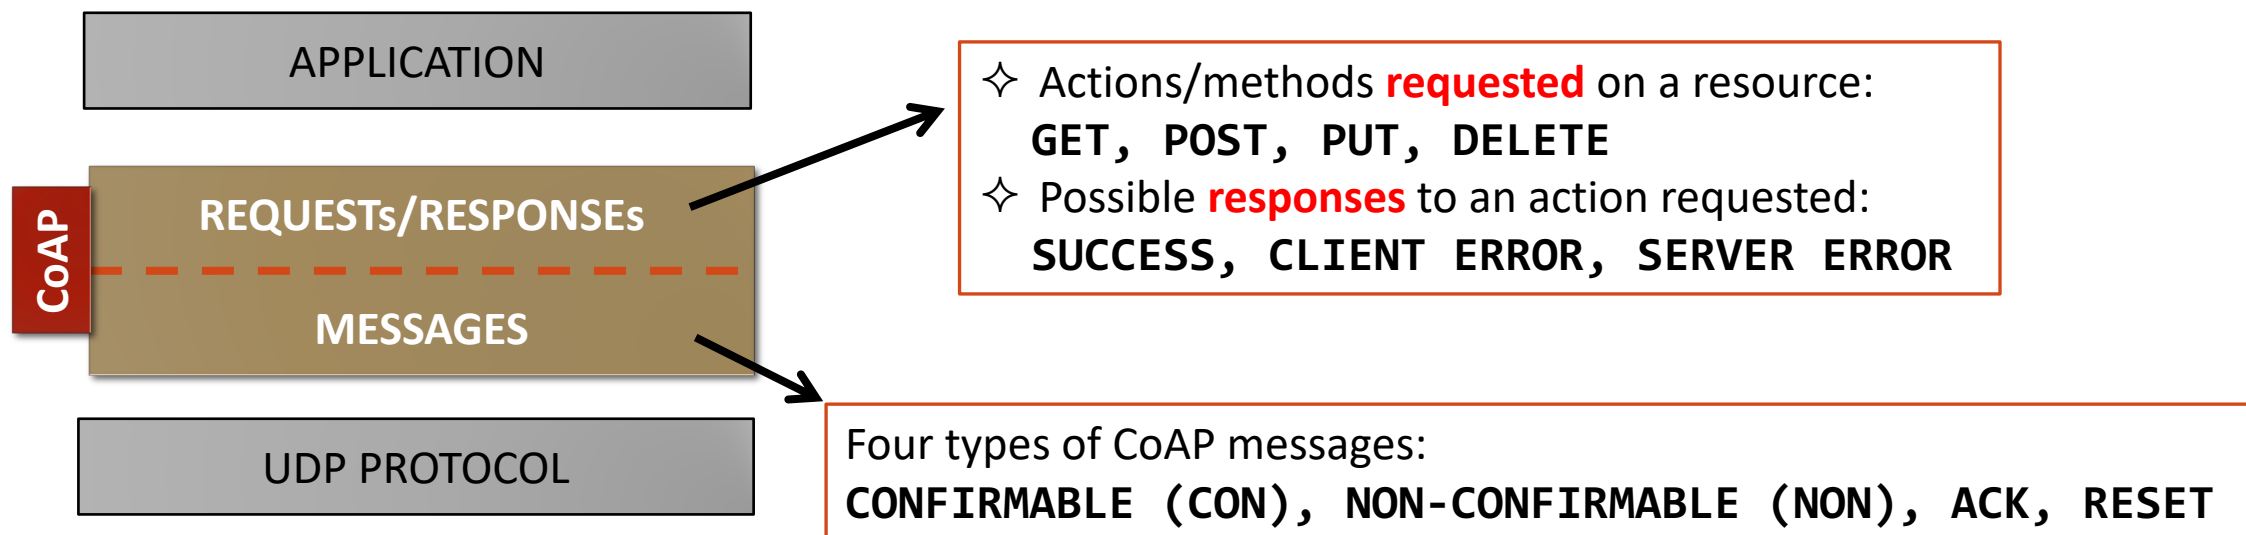 APPLICATION
CoAP
REQUESTs/RESPONSEs
MESSAGES
UDP PROTOCOL
✧ Actions/methods requested on a resource:
GET, POST, PUT, DELETE
✧ Possible responses to an action requested:
SUCCESS, CLIENT ERROR, SERVER ERROR
Four types of CoAP messages:
CONFIRMABLE (CON), NON-CONFIRMABLE (NON), ACK, RESET